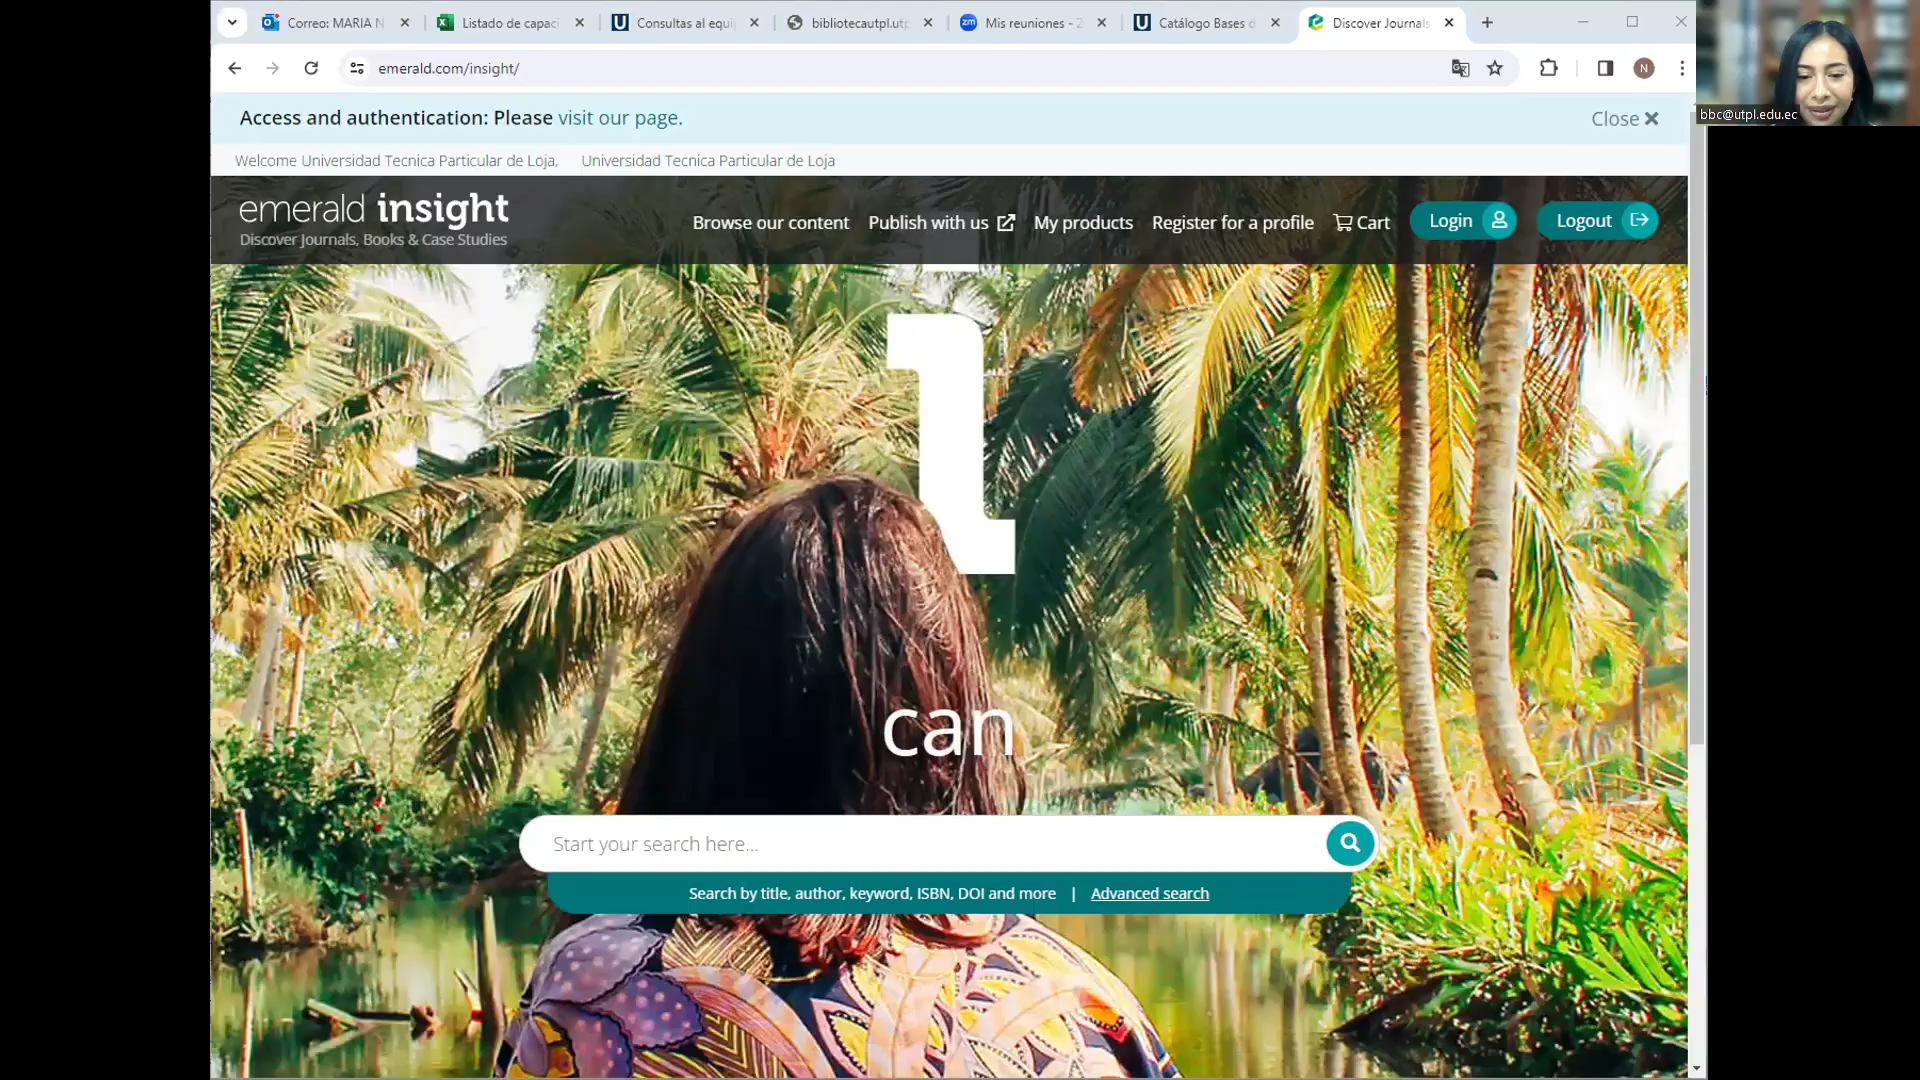 Correo: MARIA N
Listado de capaci
Consultas al equi
bibliotecautpl.utp
Mis reuniones - Z
Catálogo Bases d
Discover Journals
emerald.com/insight/
N
Access and authentication: Please visit our page.
Close
Welcome Universidad Tecnica Particular de Loja,
Universidad Tecnica Particular de Loja
emerald insight
Discover Journals, Books & Case Studies
Browse our content
Publish with us
My products
Register for a profile
Cart
Login
Logout
I
can
Start your search here...
Search by title, author, keyword, ISBN, DOI and more | Advanced search
bbc@utpl.edu.ec